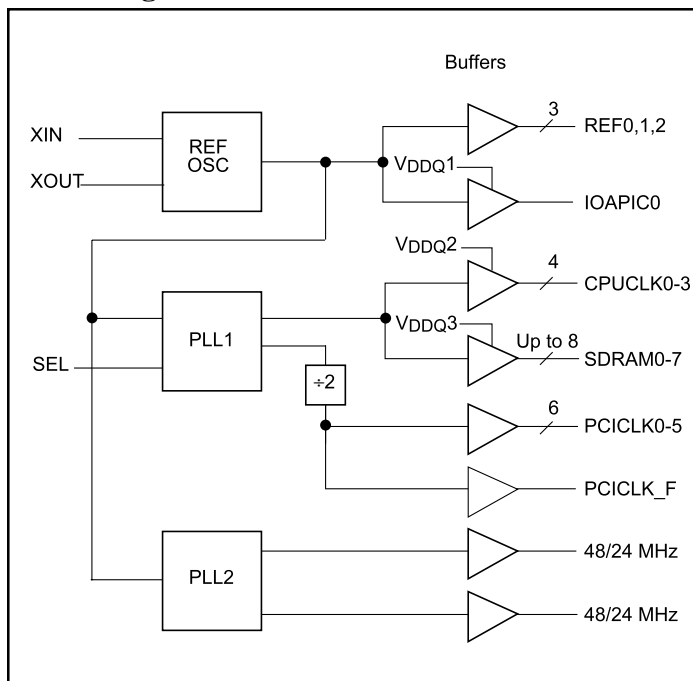 Buffers
XIN
XOUT
REF
OSC
3
REF0,1,2
VDDQ1
IOAPIC0
VDDQ2
4
CPUCLK0-3
PLL1
VDDQ3
Up to 8
SDRAM0-7
SEL
÷2
6
PCICLK0-5
PCICLK_F
PLL2
48/24 MHz
48/24 MHz